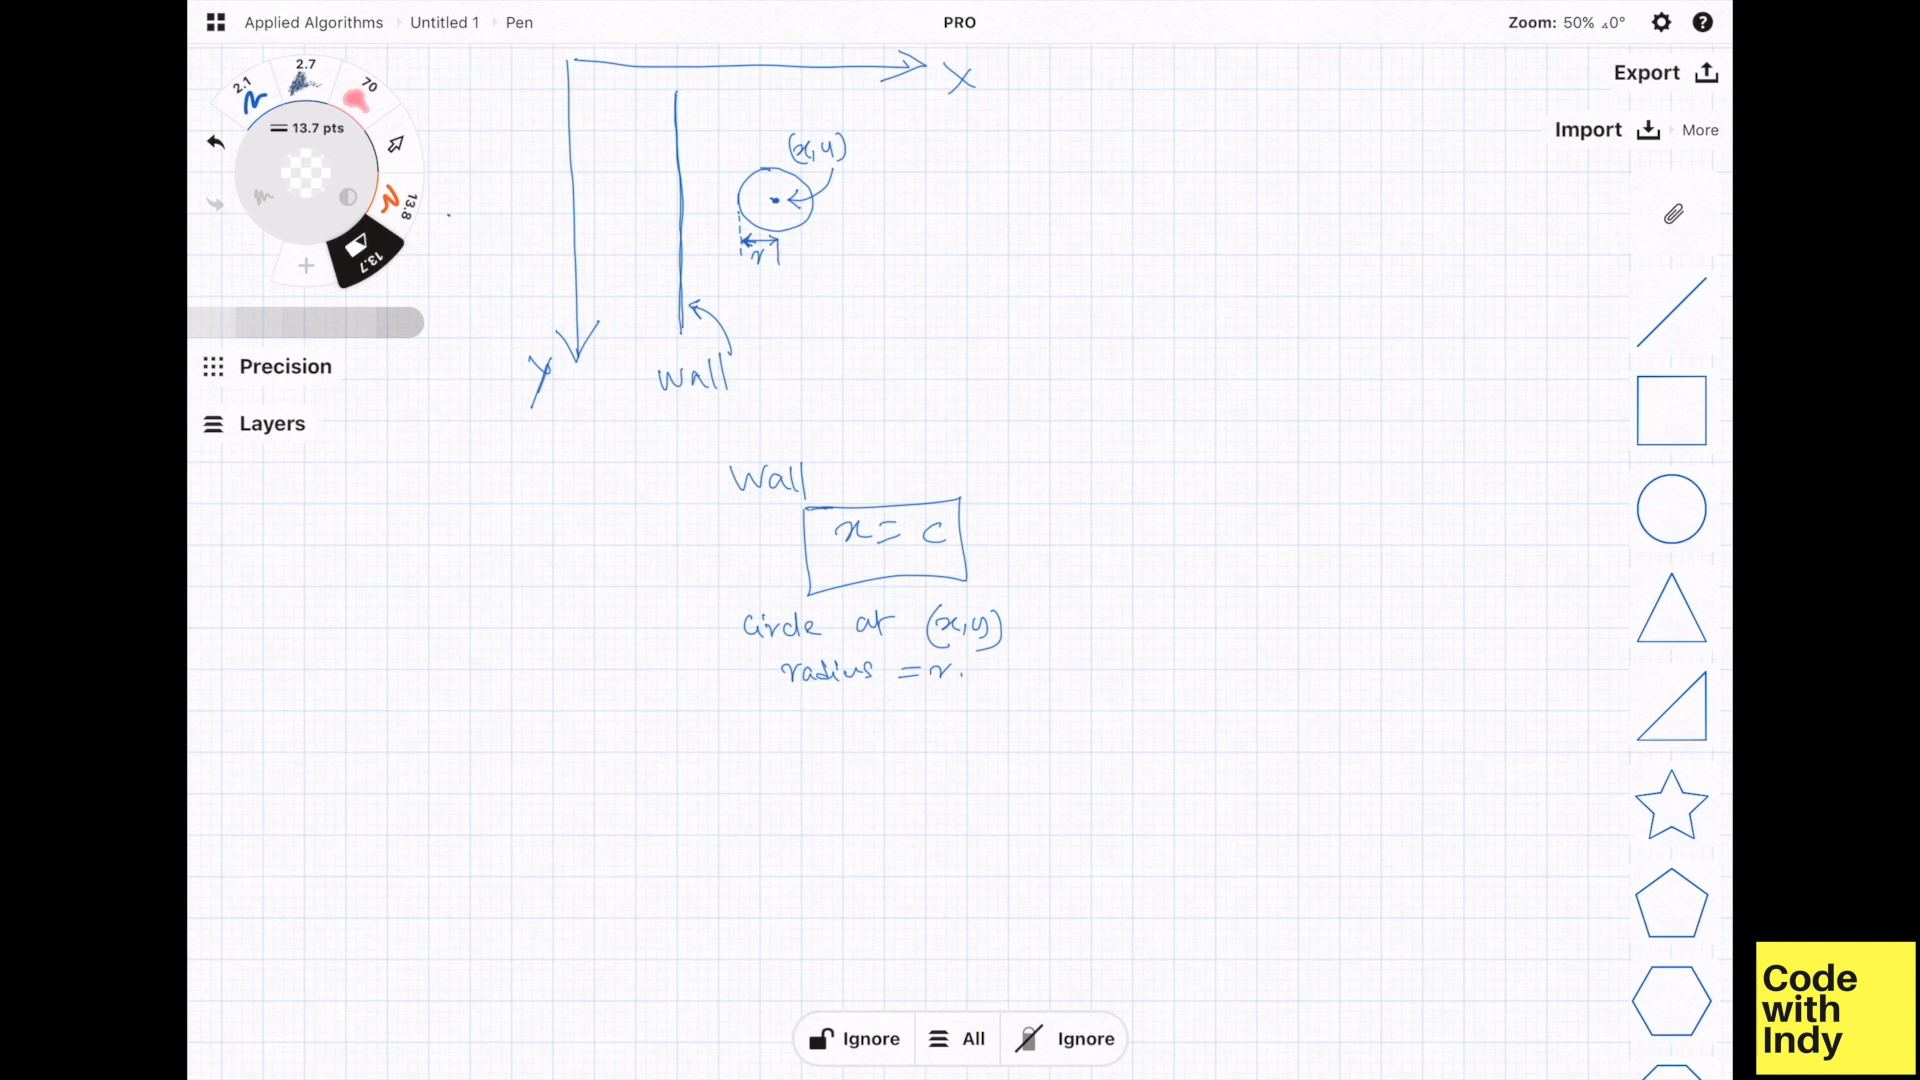 Applied Algorithms Untitled 1 Pen
PRO
Zoom: 50% ⊿0°
Export
Import More
2.1
2.7
70
13.7 pts
13.8
13.7
Precision
Layers
X
(x,y)
r
Wall
Y
Wall
x = c
Circle at (x,y)
radius = r.
Ignore All Ignore
Code
with
Indy